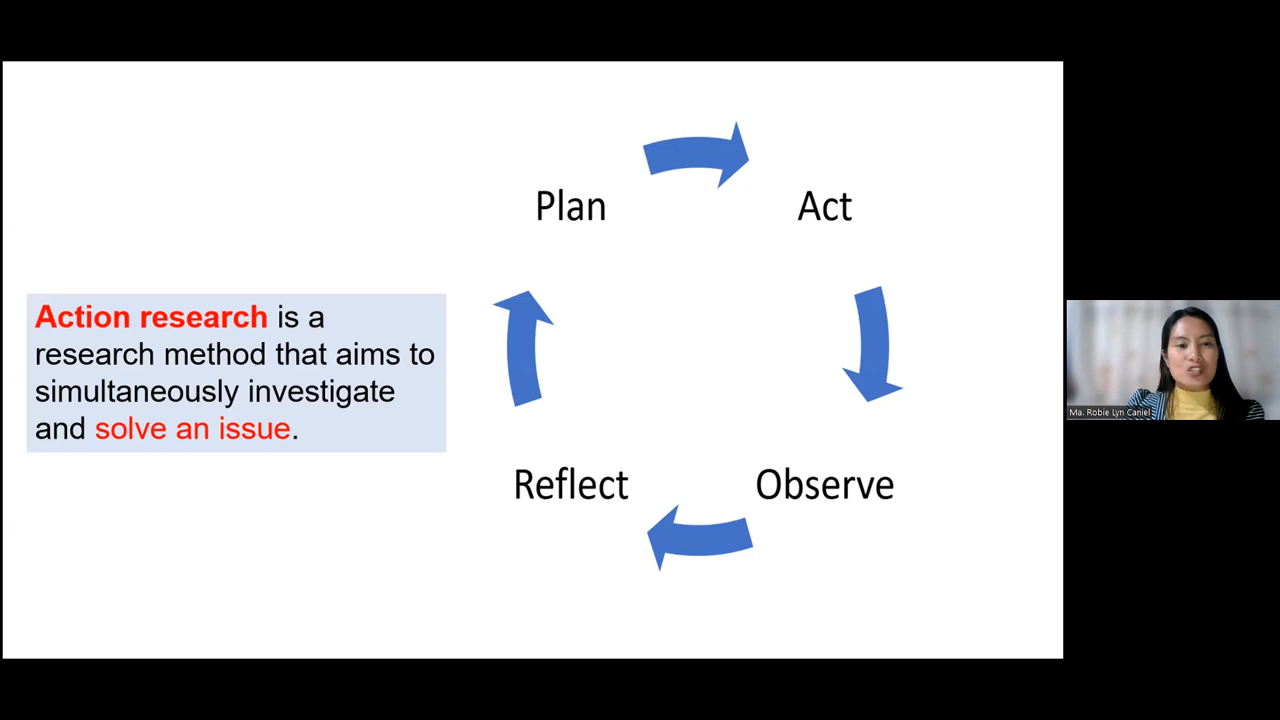 Plan
Act
Action research is a
research method that aims to
simultaneously investigate
and solve an issue.
Reflect
Observe
Ma. Robie Lyn Caniel